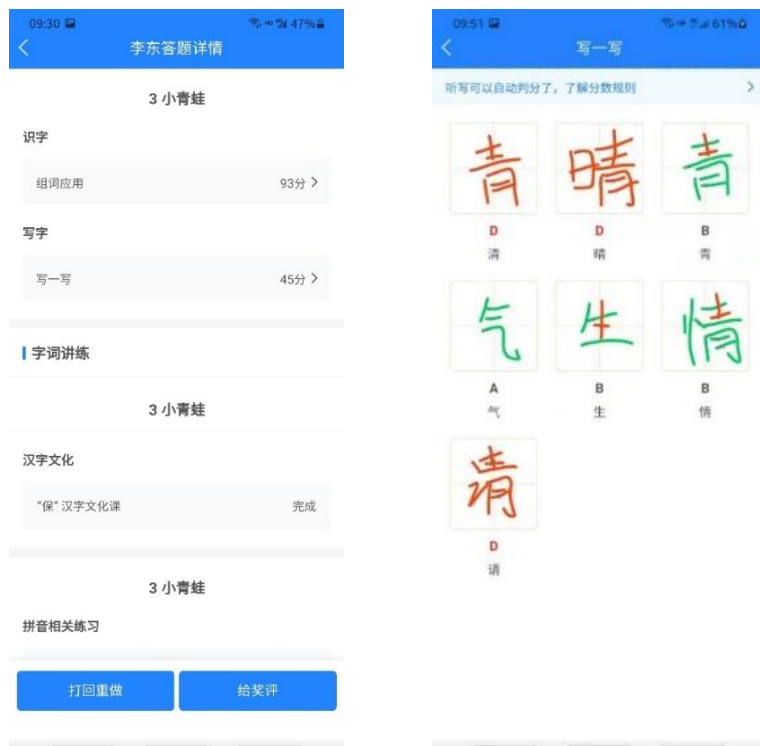 09:30 47%
李东答题详情
3 小青蛙
识字
组词应用 93分
写字
写一写 45分
字词讲练
3 小青蛙
汉字文化
“保” 汉字文化课 完成
3 小青蛙
拼音相关练习
打回重做 给奖评
09:51 61%
写一写
听写可以自动判分了，了解分数规则
青 晴 青
D D B
清 晴 青
气 生 情
A B B
气 生 情
请
D
请